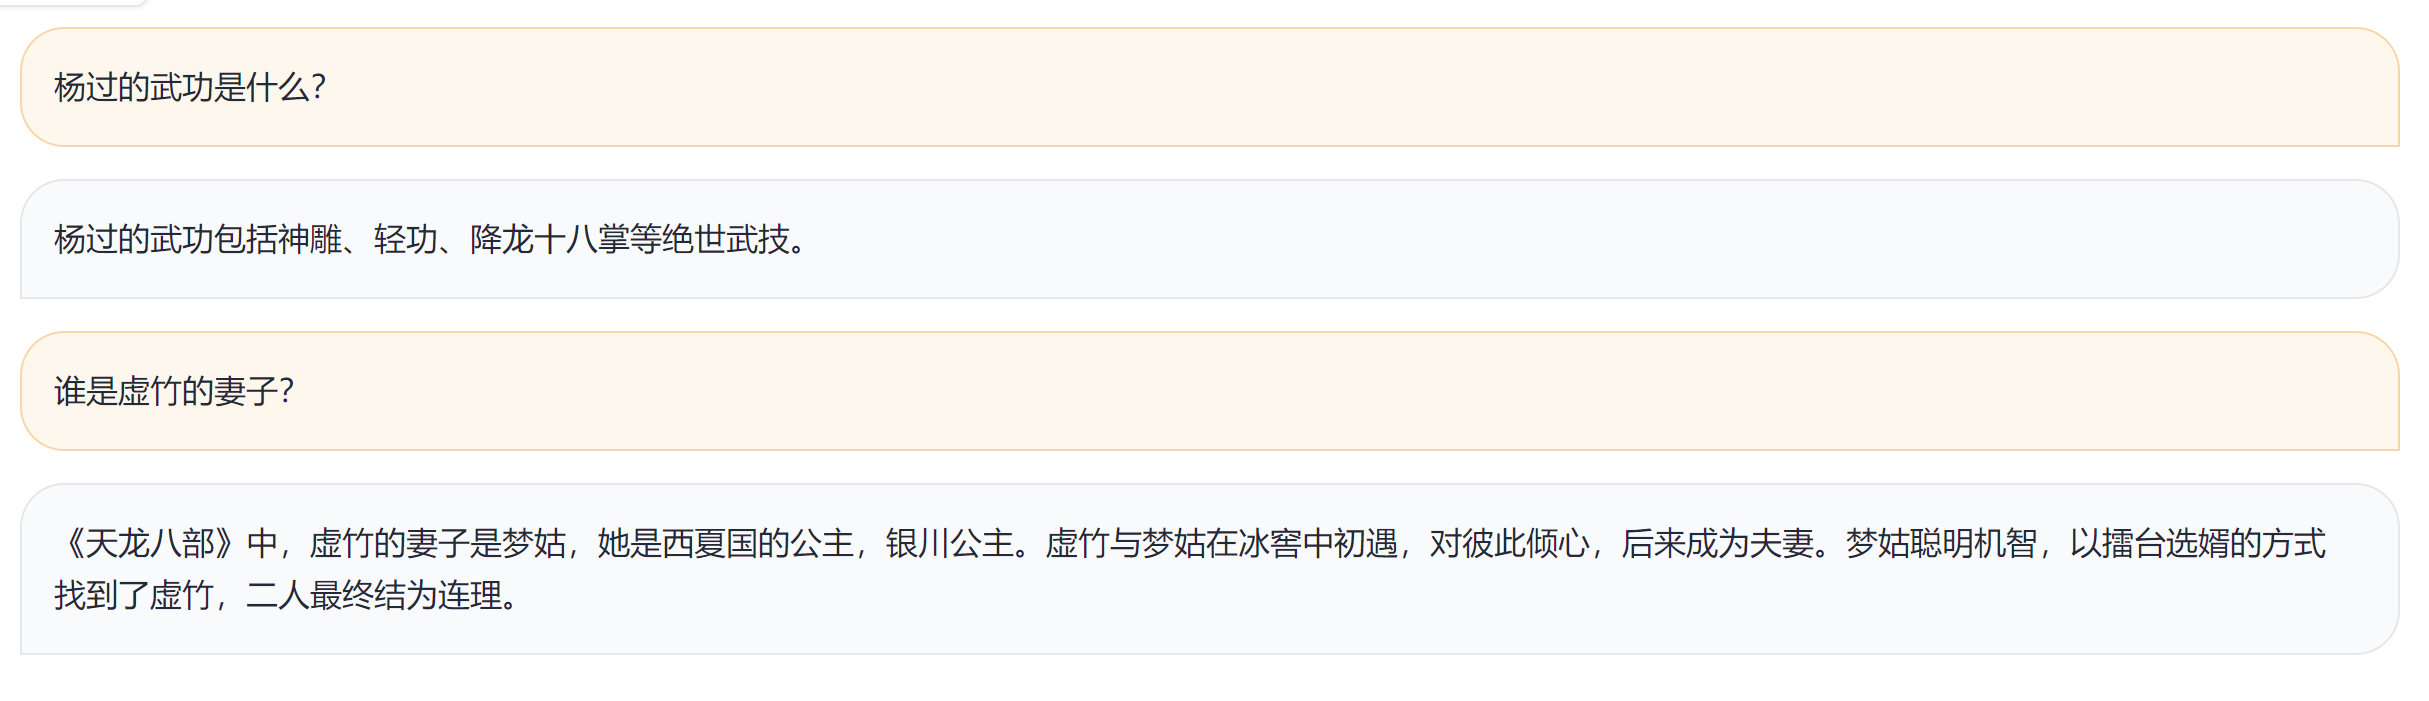 杨过的武功是什么？
杨过的武功包括神雕、轻功、降龙十八掌等绝世武技。
谁是虚竹的妻子？
《天龙八部》中，虚竹的妻子是梦姑，她是西夏国的公主，银川公主。虚竹与梦姑在冰窖中初遇，对彼此倾心，后来成为夫妻。梦姑聪明机智，以擂台选婿的方式
找到了虚竹，二人最终结为连理。